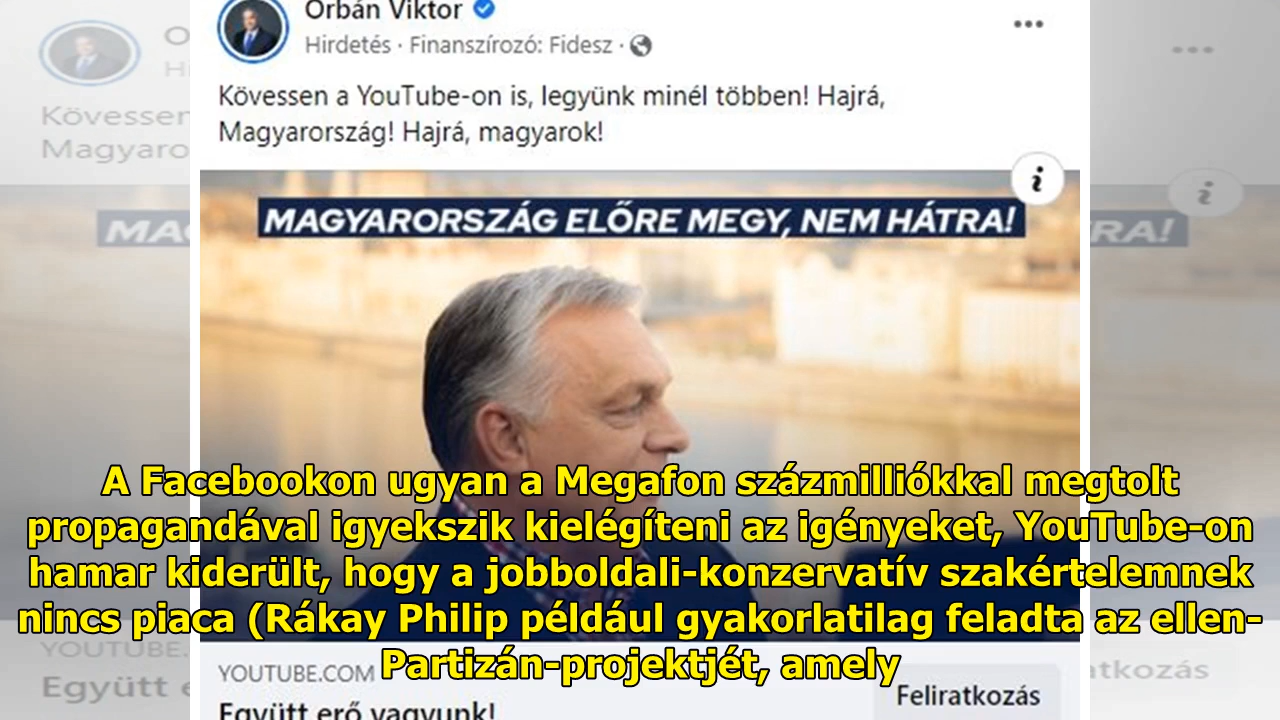 Orbán Viktor
Hirdetés · Finanszírozó: Fidesz ·
Kövessen a YouTube-on is, legyünk minél többen! Hajrá,
Magyarország! Hajrá, magyarok!
MAGYARORSZÁG ELŐRE MEGY, NEM HÁTRA!
A Facebookon ugyan a Megafon százmilliókkal megtolt
propagandával igyekszik kielégíteni az igényeket, YouTube-on
hamar kiderült, hogy a jobboldali-konzervatív szakértelemnek
nincs piaca (Rákay Philip például gyakorlatilag feladta az ellen-
Partizán-projektjét, amely
YOUTUBE.COM
Feliratkozás
Együtt erő vagyunk!